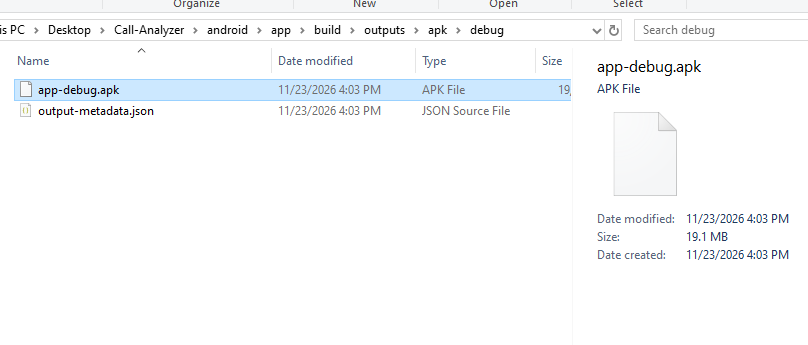 Organize New Open Select
is PC > Desktop > Call-Analyzer > android > app > build > outputs > apk > debug
Search debug
Name Date modified Type Size
app-debug.apk 11/23/2026 4:03 PM APK File 19,
output-metadata.json 11/23/2026 4:03 PM JSON Source File
app-debug.apk
APK File
Date modified: 11/23/2026 4:03 PM
Size: 19.1 MB
Date created: 11/23/2026 4:03 PM